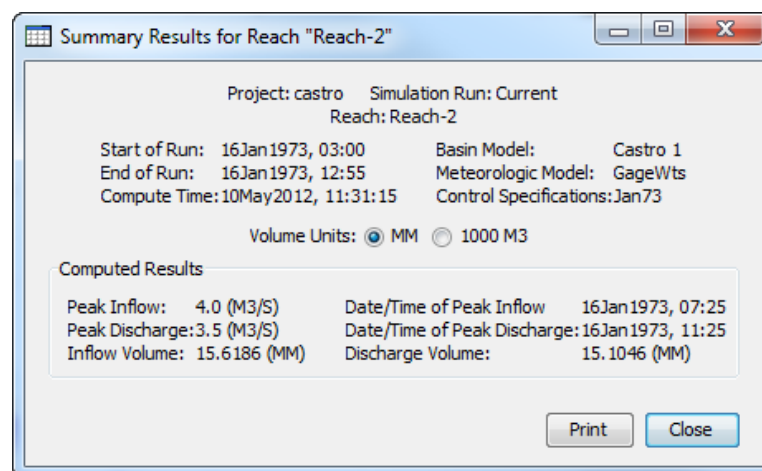 Summary Results for Reach "Reach-2"
Project: castro Simulation Run: Current
Reach: Reach-2
Start of Run: 16Jan1973, 03:00 Basin Model: Castro 1
End of Run: 16Jan1973, 12:55 Meteorologic Model: GageWts
Compute Time: 10May2012, 11:31:15 Control Specifications: Jan73
Volume Units: MM 1000 M3
Computed Results
Peak Inflow: 4.0 (M3/S) Date/Time of Peak Inflow 16Jan1973, 07:25
Peak Discharge: 3.5 (M3/S) Date/Time of Peak Discharge: 16Jan1973, 11:25
Inflow Volume: 15.6186 (MM) Discharge Volume: 15.1046 (MM)
Print Close